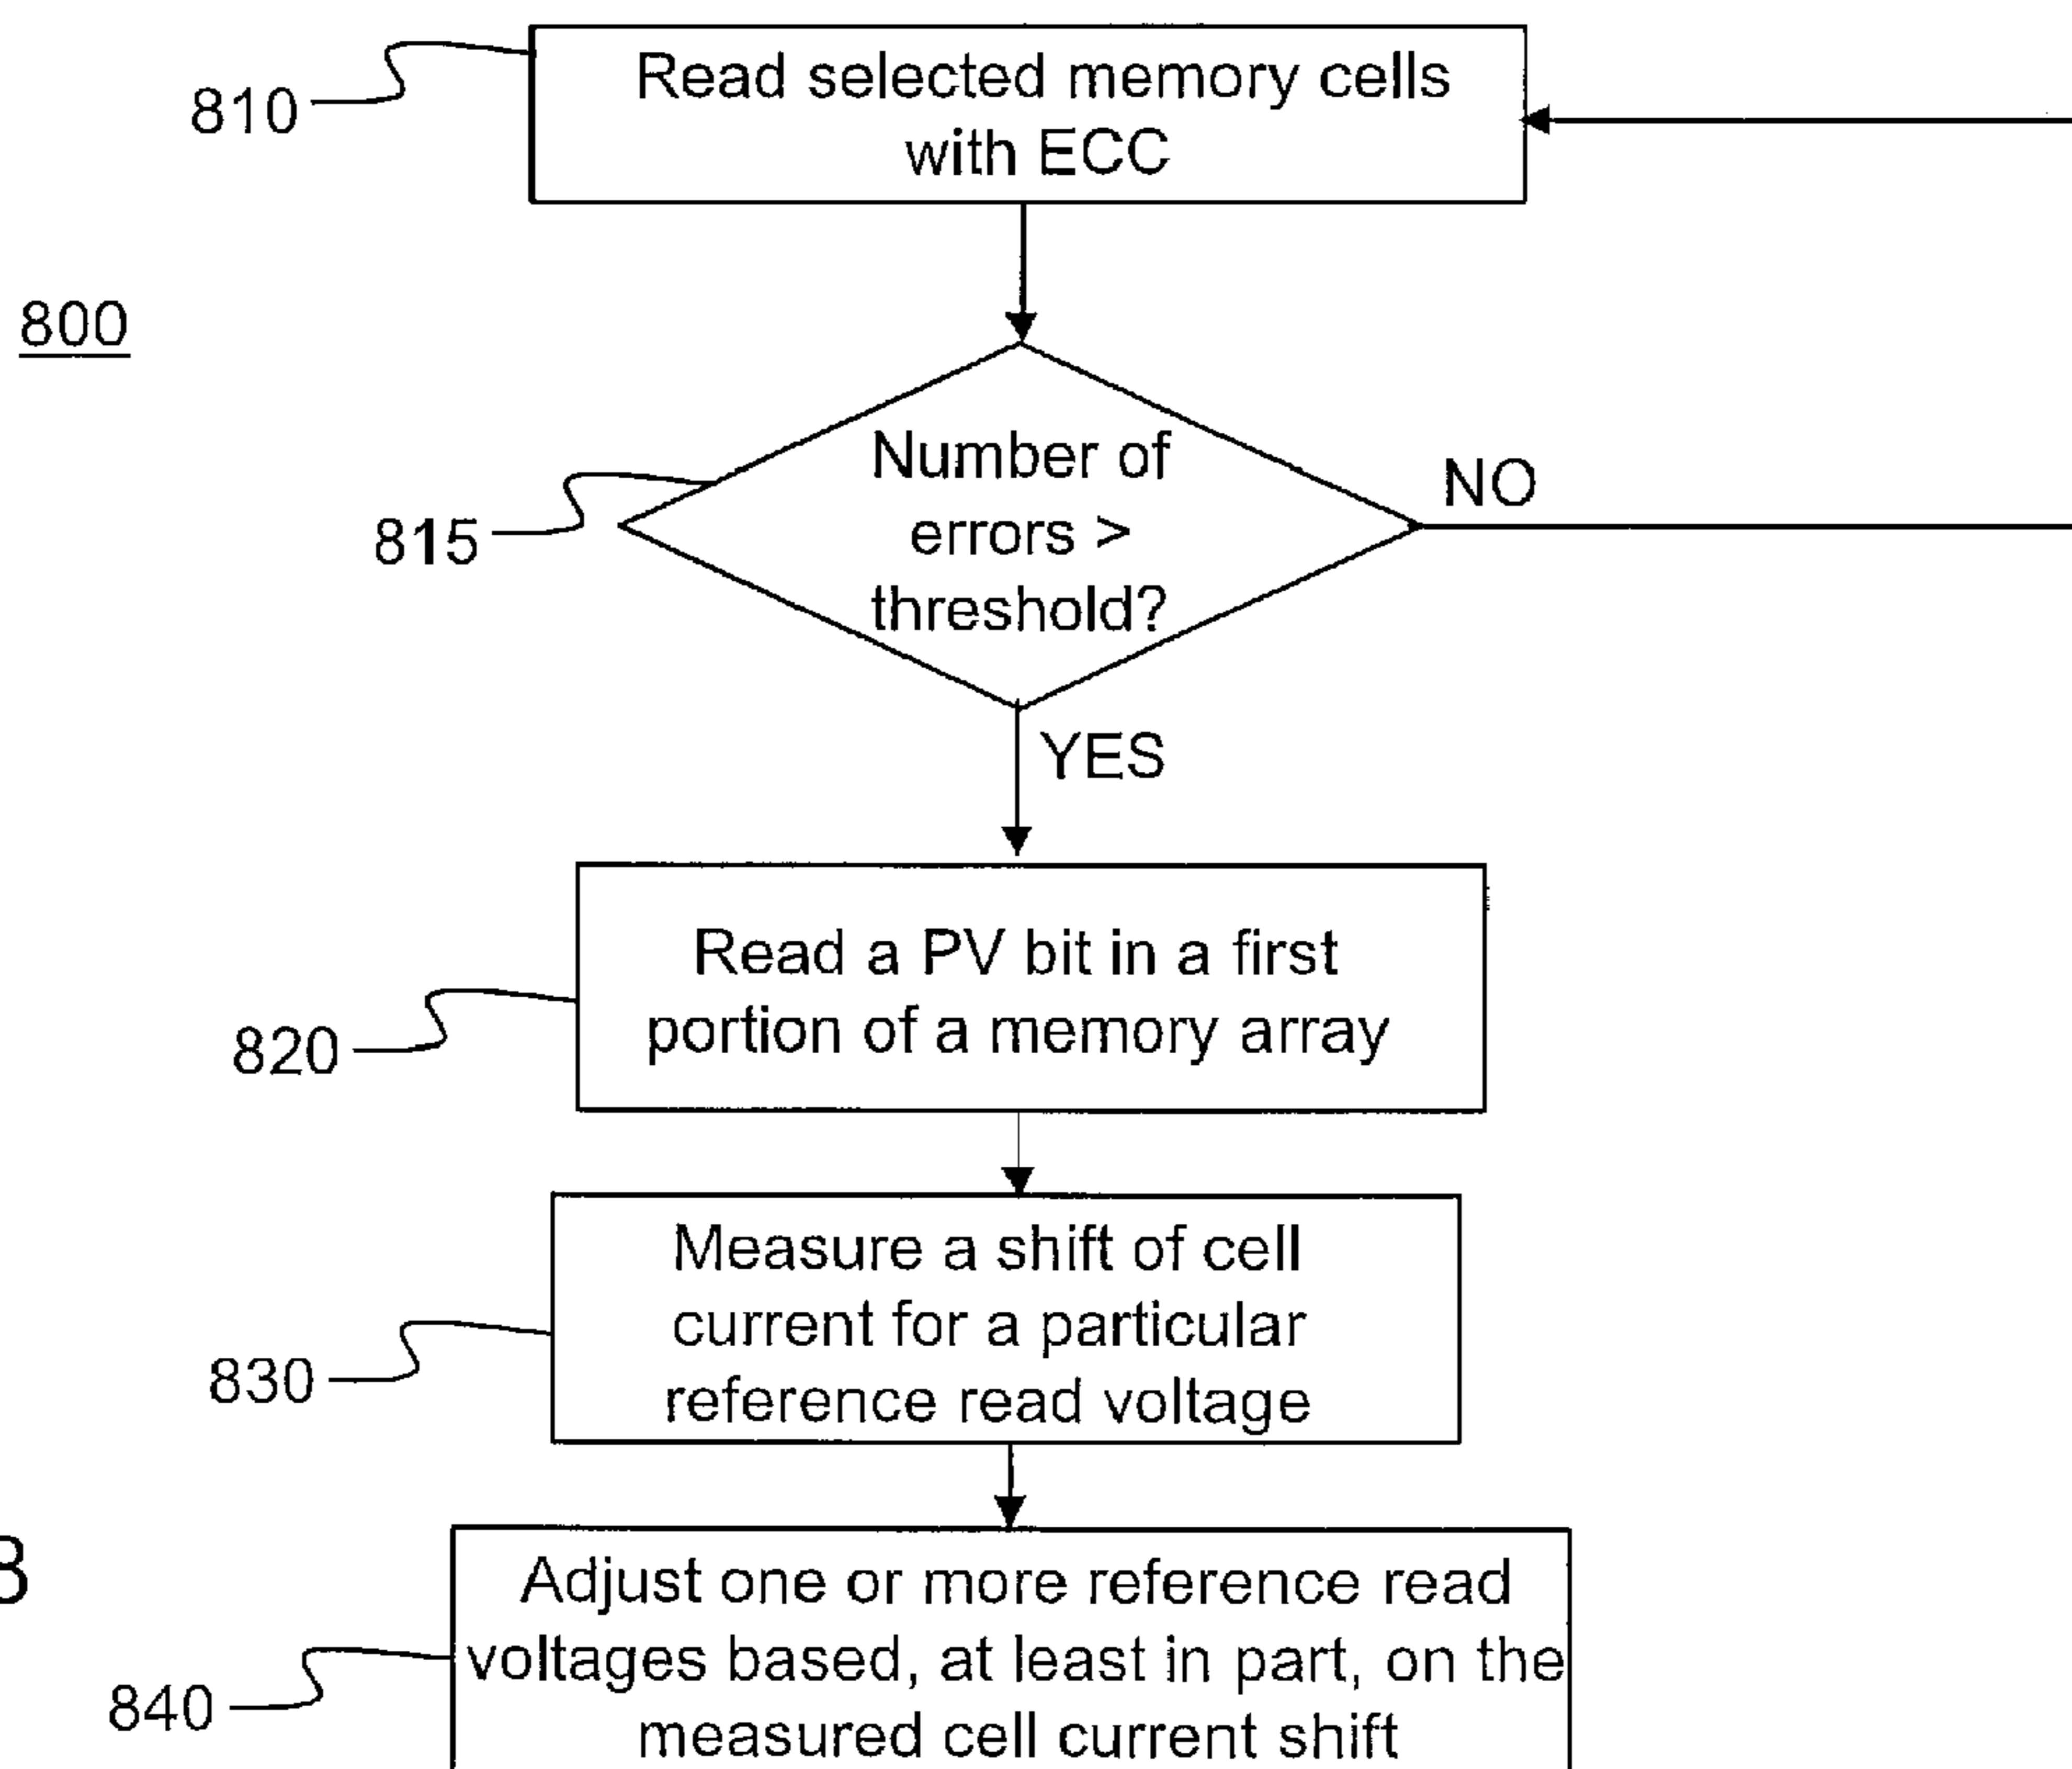 Read selected memory cells
with ECC
810
800
Number of
errors >
threshold?
815
NO
YES
Read a PV bit in a first
portion of a memory array
820
Measure a shift of cell
current for a particular
reference read voltage
830
Adjust one or more reference read
voltages based, at least in part, on the
measured cell current shift
840